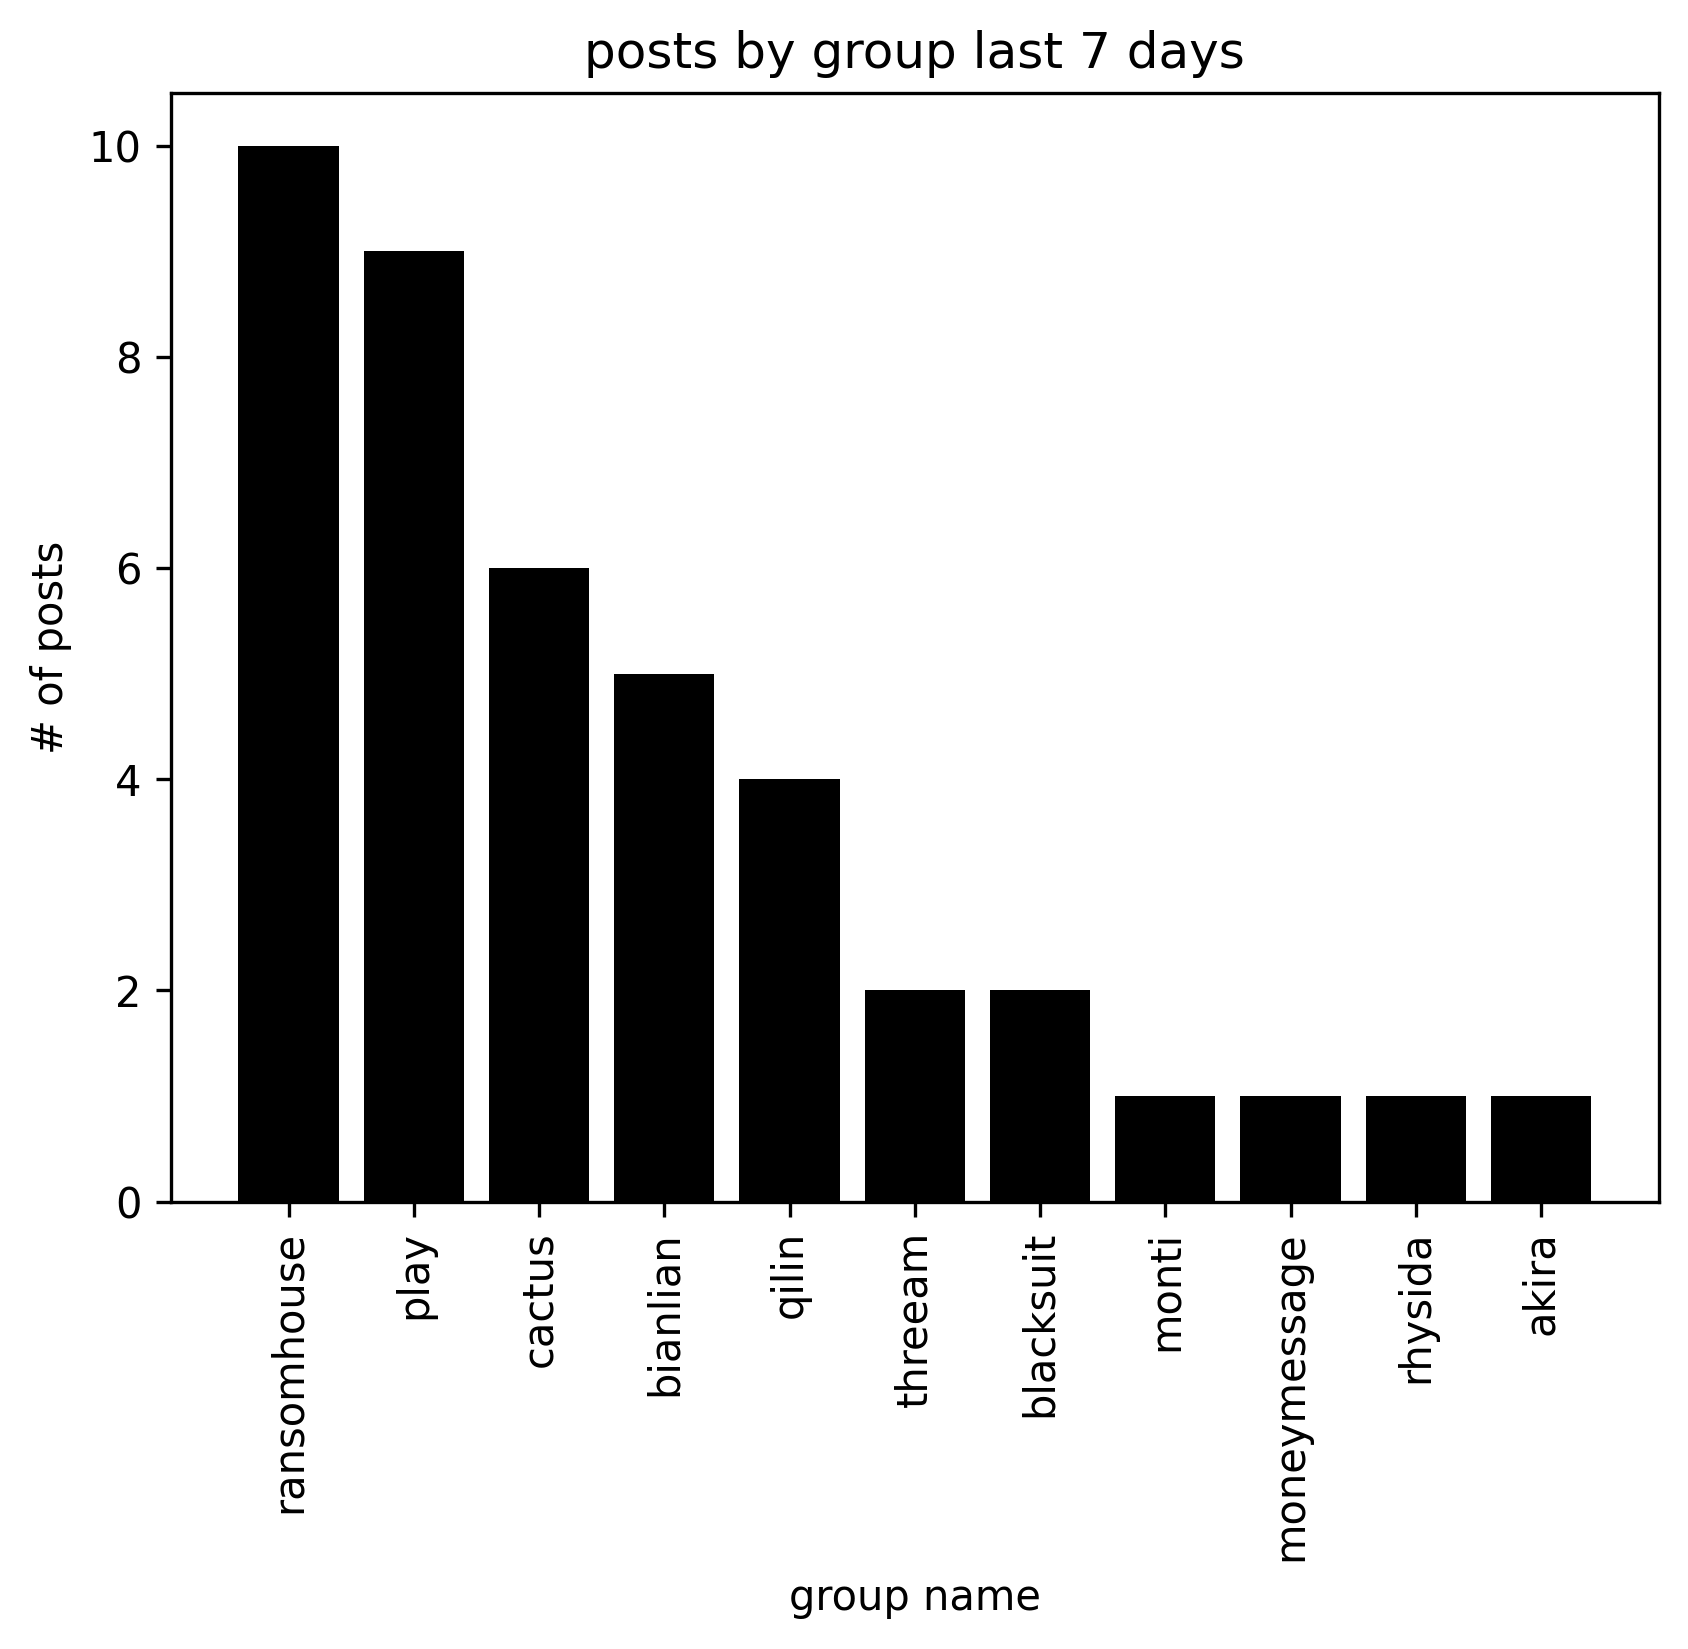 posts by group last 7 days
# of posts
10
8
6
4
2
0
ransomhouse
play
cactus
bianlian
qilin
threeam
blacksuit
monti
moneymessage
rhysida
akira
group name